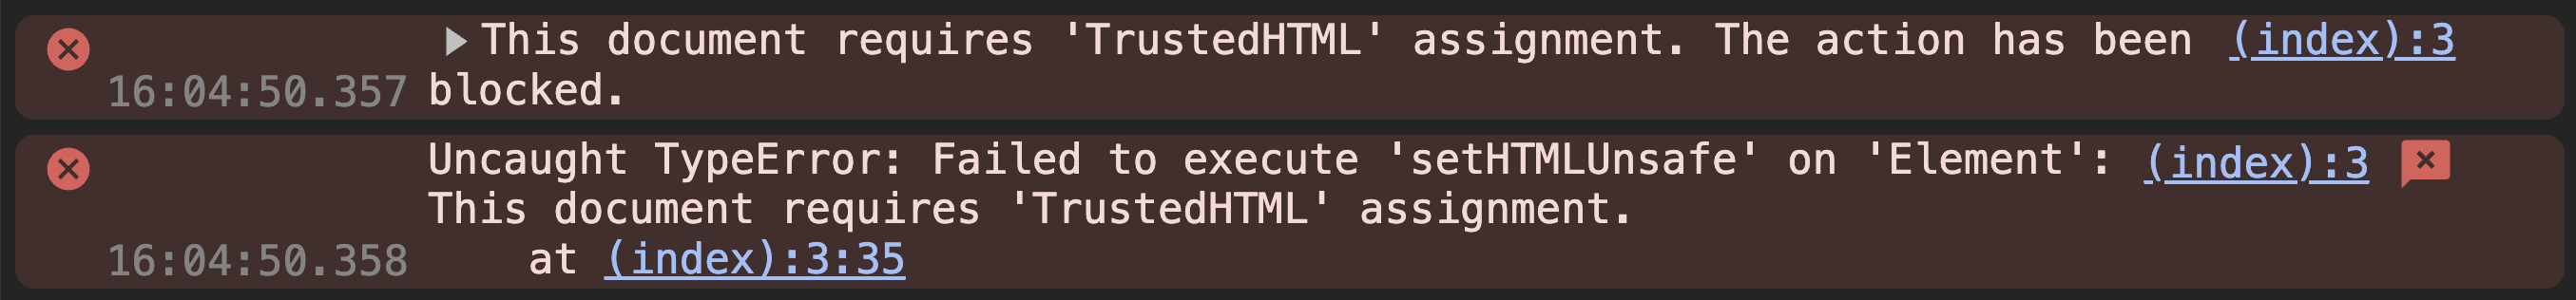 ▶This document requires 'TrustedHTML' assignment. The action has been (index):3
16:04:50.357 blocked.
Uncaught TypeError: Failed to execute 'setHTMLUnsafe' on 'Element': (index):3
This document requires 'TrustedHTML' assignment.
16:04:50.358 at (index):3:35